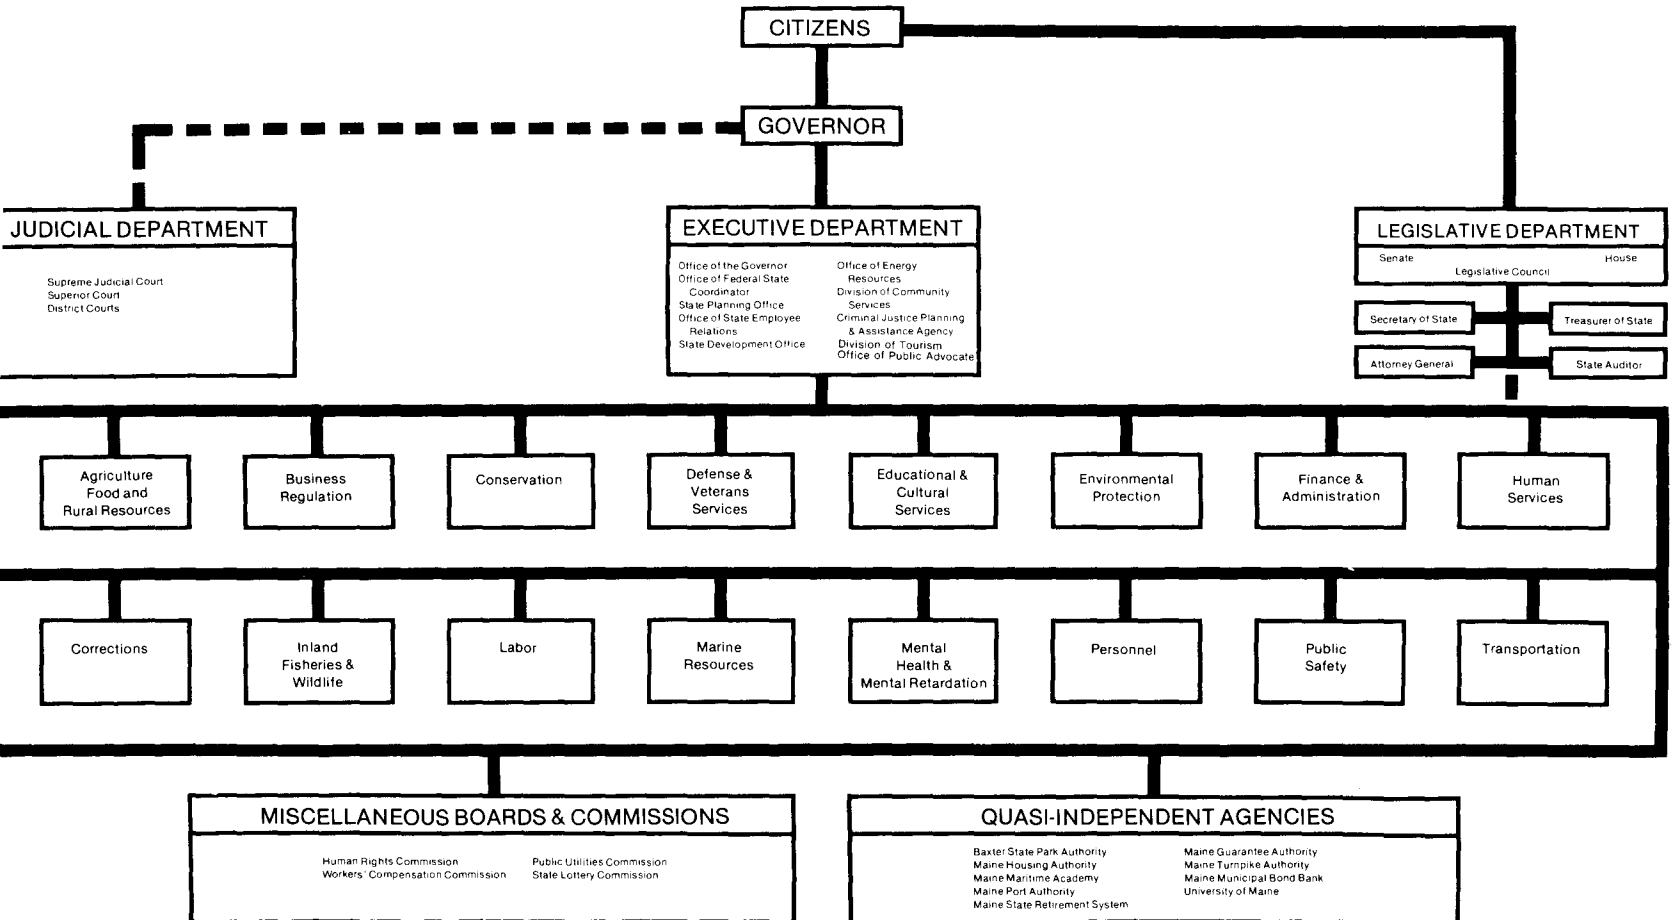 CITIZENS
GOVERNOR
JUDICIAL DEPARTMENT
Supreme Judicial Court
Superior Court
District Courts
EXECUTIVE DEPARTMENT
Office of the Governor
Office of Federal State
Coordinator
State Planning Office
Office of State Employee
Relations
State Development Office
Office of Energy
Resources
Division of Community
Services
Criminal Justice Planning
& Assistance Agency
Division of Tourism
Office of Public Advocate
LEGISLATIVE DEPARTMENT
Senate House
Legislative Council
Secretary of State
Treasurer of State
Attorney General
State Auditor
Agriculture
Food and
Rural Resources
Business
Regulation
Conservation
Defense &
Veterans
Services
Educational &
Cultural
Services
Environmental
Protection
Finance &
Administration
Human
Services
Corrections
Inland
Fisheries &
Wildlife
Labor
Marine
Resources
Mental
Health &
Mental Retardation
Personnel
Public
Safety
Transportation
MISCELLANEOUS BOARDS & COMMISSIONS
Human Rights Commission
Workers' Compensation Commission
Public Utilities Commission
State Lottery Commission
QUASI-INDEPENDENT AGENCIES
Baxter State Park Authority
Maine Housing Authority
Maine Maritime Academy
Maine Port Authority
Maine State Retirement System
Maine Guarantee Authority
Maine Turnpike Authority
Maine Municipal Bond Bank
University of Maine